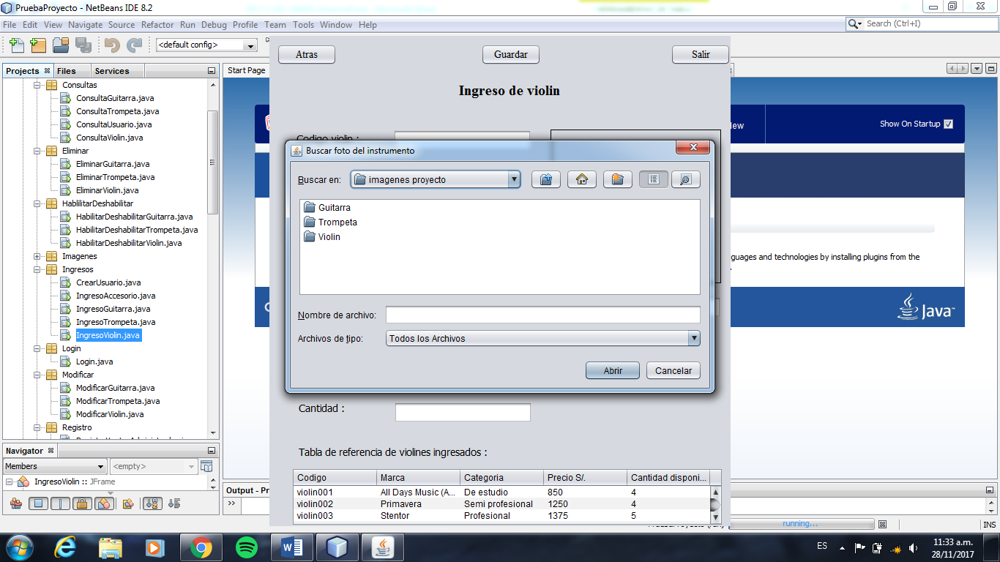 PruebaProyecto - NetBeans IDE 8.2
File Edit View Navigate Source Refactor Run Debug Profile Team Tools Window Help
Search (Ctrl+I)
<default config>
Atras
Guardar
Salir
Projects
Files
Services
Start Page
Ingreso de violin
Codigo violin :
Show On Startup
Consultas
ConsultaGuitarra.java
ConsultaTrompeta.java
ConsultaUsuario.java
ConsultaViolin.java
Eliminar
EliminarGuitarra.java
EliminarTrompeta.java
EliminarViolin.java
HablilitarDeshabilitar
HabilitarDeshabilitarGuitarra.java
HabilitarDeshabilitarTrompeta.java
HabilitarDeshabilitarViolin.java
Imagenes
Ingresos
CrearUsuario.java
IngresoAccesorio.java
IngresoGuitarra.java
IngresoTrompeta.java
IngresoViolin.java
Login
Login.java
Modificar
ModificarGuitarra.java
ModificarTrompeta.java
ModificarViolin.java
Registro
Buscar foto del instrumento
Buscar en:
imagenes proyecto
Guitarra
Trompeta
Violin
Nombre de archivo:
Archivos de tipo:
Todos los Archivos
Abrir
Cancelar
guages and technologies by installing plugins from the
Java™
Cantidad :
Tabla de referencia de violines ingresados :
Codigo Marca Categoria Precio S/. Cantidad disponi...
violin001 All Days Music (A... De estudio 850 4
violin002 Primavera Semi profesional 1250 4
violin003 Stentor Profesional 1375 5
Navigator
Members
<empty>
IngresoViolin :: JFrame
Output - Pr
>>
running...
INS
ES
11:33 a.m.
28/11/2017